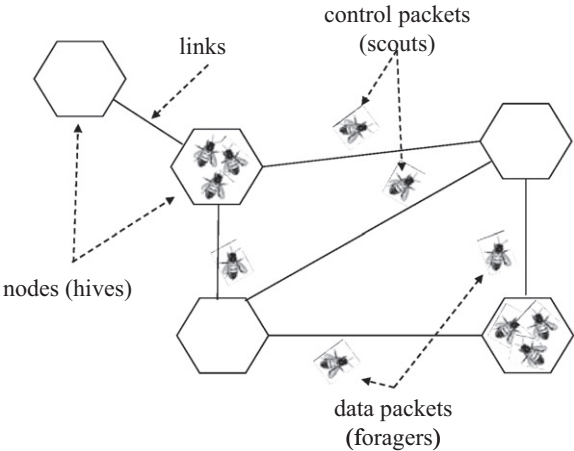 control packets
(scouts)
links
nodes (hives)
data packets
(foragers)